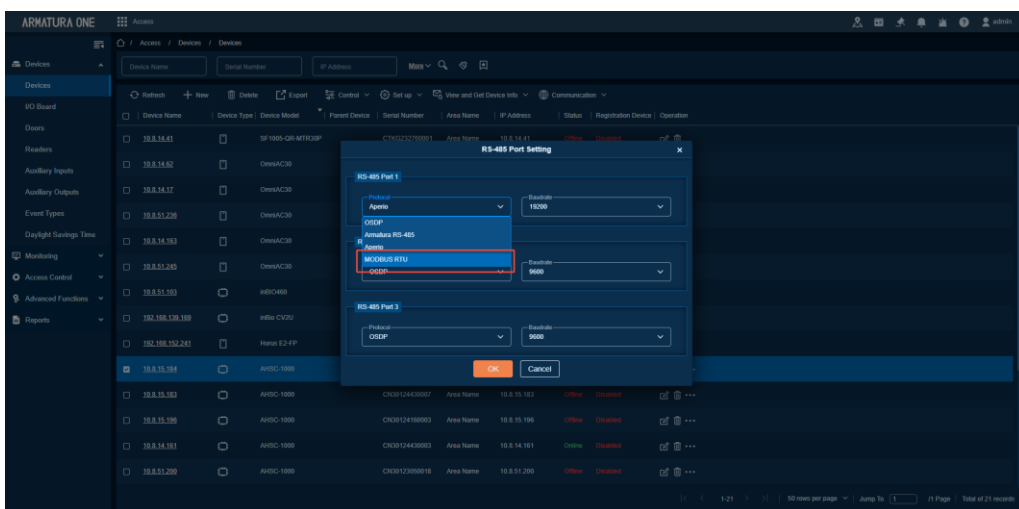 ARMATURA ONE
Access
admin
/ Access / Devices / Devices
Devices
Devices
I/O Board
Doors
Readers
Auxiliary Inputs
Auxiliary Outputs
Event Types
Daylight Savings Time
Monitoring
Access Control
Advanced Functions
Reports
Device Name
Serial Number
IP Address
More
Refresh New Delete Export Control Set up View and Get Device Info Communication
Device Name Device Type Device Model Parent Device Serial Number Area Name IP Address Status Registration Device Operation
10.8.14.41 SF1005-QR-MTR30P CTKG232700001 Area Name 10.8.14.41 Offline Disabled
10.8.14.62 OmniAC30
10.8.14.17 OmniAC30
10.8.51.236 OmniAC30
10.8.14.163 OmniAC30
10.8.51.245 OmniAC30
10.8.51.103 inBIO460
192.168.139.169 inBio CV2U
192.168.152.241 Horus E2-FP
10.8.15.184 AHSC-1000
10.8.15.183 AHSC-1000 CN30124430007 Area Name 10.8.15.183 Offline Disabled
10.8.15.196 AHSC-1000 CN30124160003 Area Name 10.8.15.196 Offline Disabled
10.8.14.161 AHSC-1000 CN30124430003 Area Name 10.8.14.161 Online Disabled
10.8.51.200 AHSC-1000 CN30123050018 Area Name 10.8.51.200 Offline Disabled
RS-485 Port Setting
RS-485 Port 1
Protocol
Aperio
Baudrate
19200
OSDP
Armatura RS-485
Aperio
MODBUS RTU
R
OSDP
Baudrate
9600
RS-485 Port 3
Protocol
OSDP
Baudrate
9600
OK Cancel
1-21 50 rows per page Jump To 1 /1 Page Total of 21 records